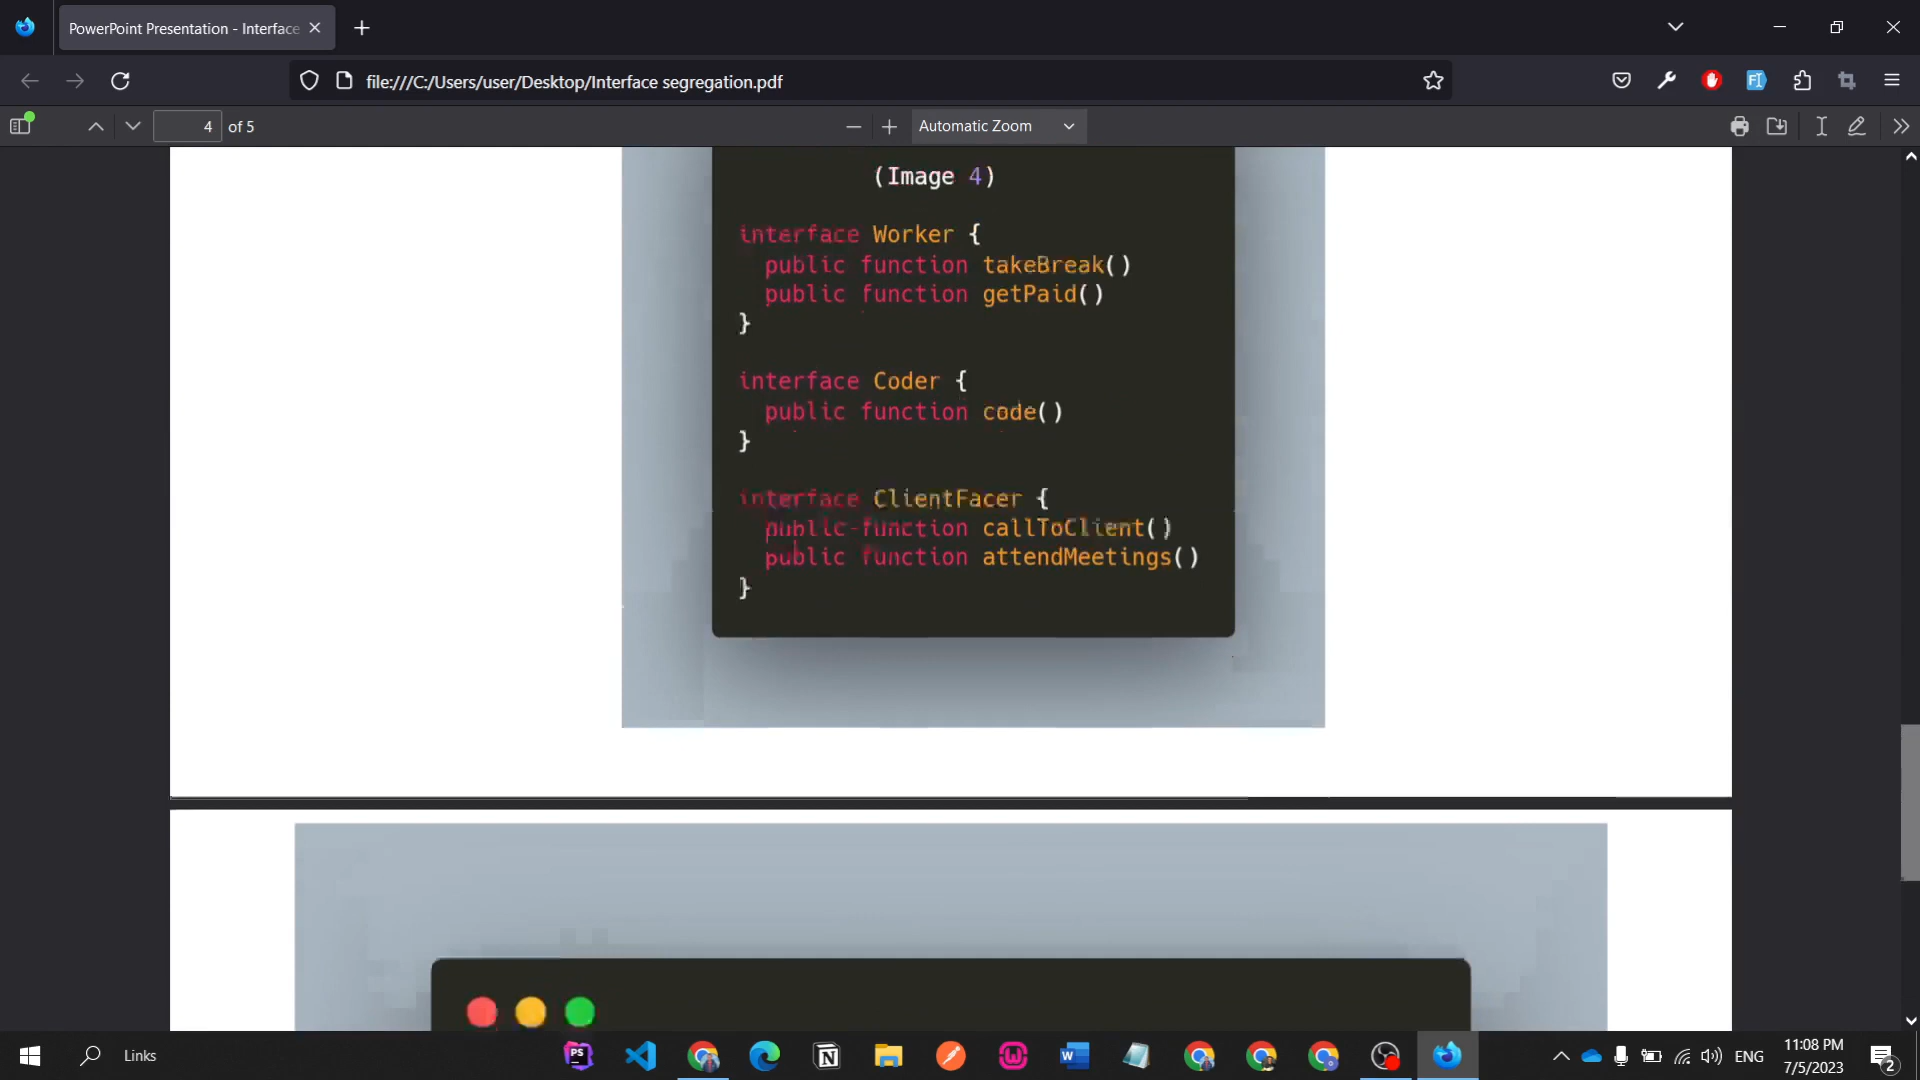 PowerPoint Presentation - Interface
file:///C:/Users/user/Desktop/Interface segregation.pdf
4 of 5
Automatic Zoom
(Image 4)
interface Worker {
public function takeBreak()
public function getPaid()
}
interface Coder {
public function code()
}
interface ClientFacer {
public function callToClient()
public function attendMeetings()
}
Links
PS
N
W
ENG
11:08 PM
7/5/2023
2